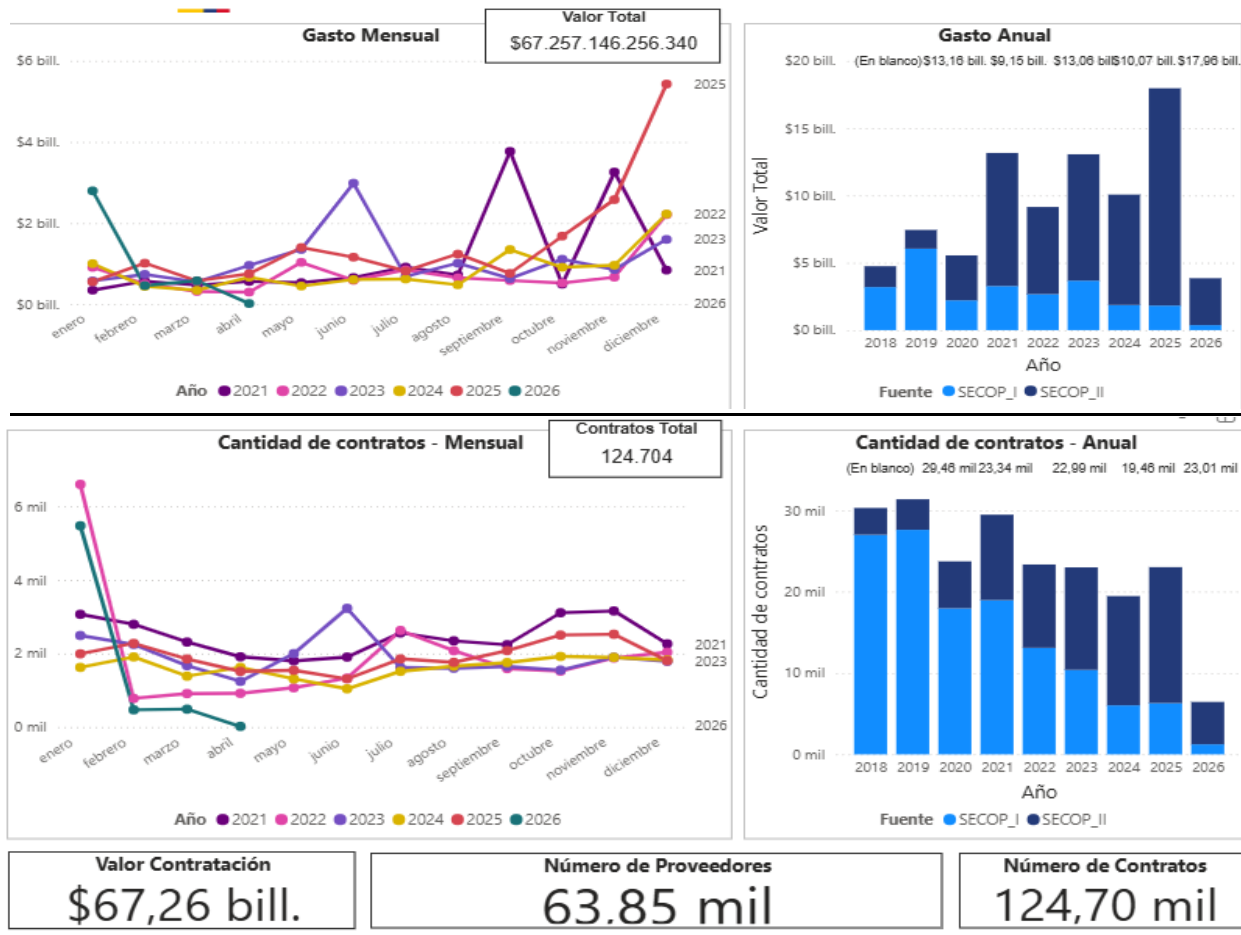 Valor Total
$67.257.146.256.340
Gasto Mensual
$6 bill.
$4 bill.
$2 bill.
$0 bill.
2025
2022
2023
2021
2026
enero
febrero
marzo
abril
mayo
junio
julio
agosto
septiembre
octubre
noviembre
diciembre
Año 2021 2022 2023 2024 2025 2026
Gasto Anual
(En blanco) $13,16 bill. $9,15 bill. $13,06 bill $10,07 bill. $17,96 bill.
$20 bill.
$15 bill.
$10 bill.
$5 bill.
$0 bill.
Valor Total
2018 2019 2020 2021 2022 2023 2024 2025 2026
Año
Fuente SECOP_I SECOP_II
Cantidad de contratos - Mensual
Contratos Total
124.704
6 mil
4 mil
2 mil
0 mil
2021
2023
2026
enero
febrero
marzo
abril
mayo
junio
julio
agosto
septiembre
octubre
noviembre
diciembre
Año 2021 2022 2023 2024 2025 2026
Cantidad de contratos - Anual
(En blanco) 29,46 mil 23,34 mil 22,99 mil 19,46 mil 23,01 mil
30 mil
20 mil
10 mil
0 mil
Cantidad de contratos
2018 2019 2020 2021 2022 2023 2024 2025 2026
Año
Fuente SECOP_I SECOP_II
Valor Contratación
$67,26 bill.
Número de Proveedores
63,85 mil
Número de Contratos
124,70 mil